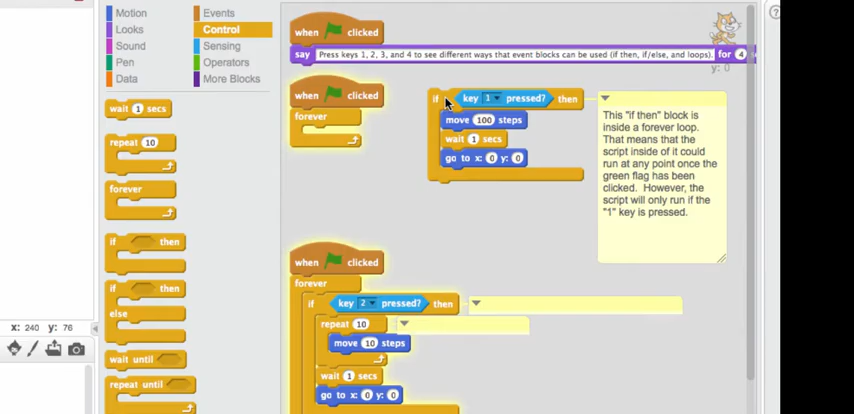 Motion Events
Looks Control
Sound Sensing
Pen Operators
Data More Blocks
wait 1 secs
repeat 10
forever
if then
if then
else
wait until
repeat until
x: 240 y: 76
when clicked
say Press keys 1, 2, 3, and 4 to see different ways that event blocks can be used (if then, if/else, and loops). for 4
y: 0
when clicked
forever
if key 1 pressed? then
move 100 steps
wait 1 secs
go to x: 0 y: 0
This "if then" block is
inside a forever loop.
That means that the
script inside of it could
run at any point once the
green flag has been
clicked. However, the
script will only run if the
"1" key is pressed.
when clicked
forever
if key 2 pressed? then
repeat 10
move 10 steps
wait 1 secs
go to x: 0 y: 0
?